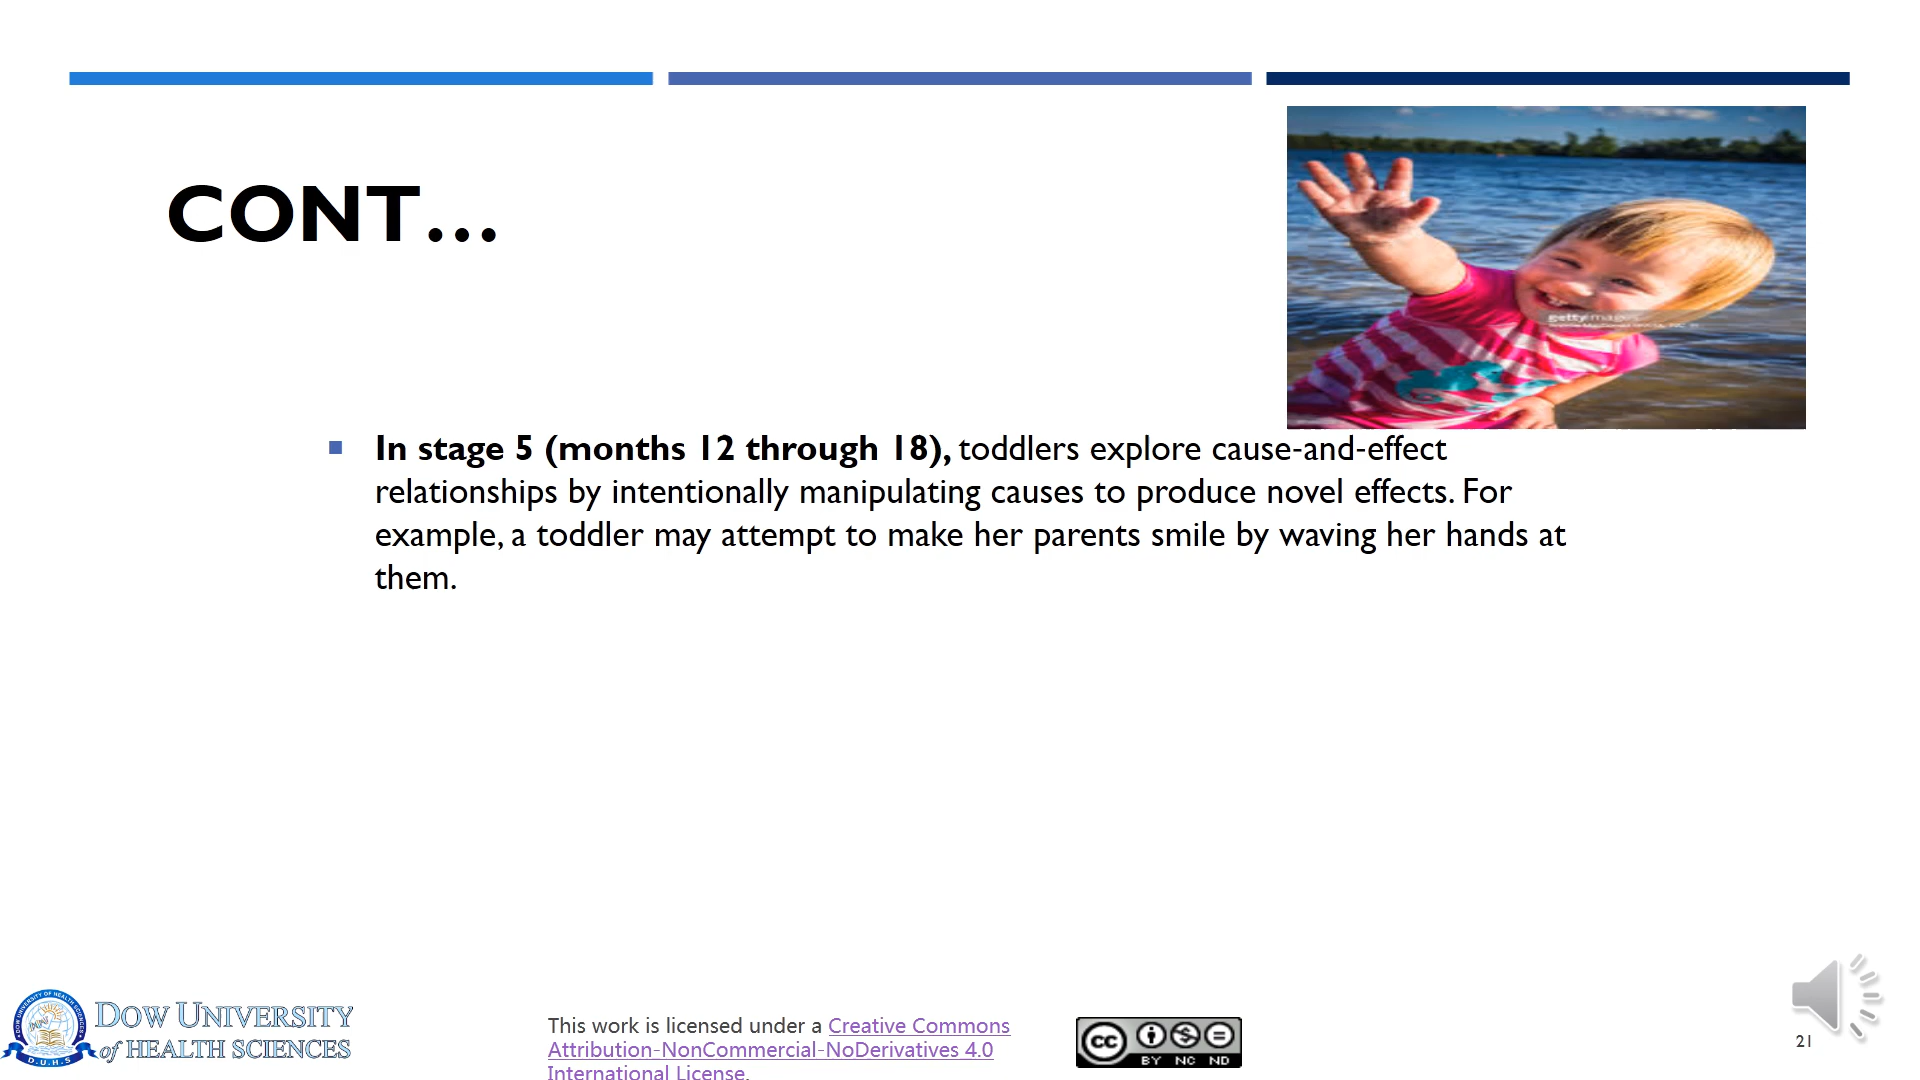 CONT...
gettyimages
In stage 5 (months 12 through 18), toddlers explore cause-and-effect
relationships by intentionally manipulating causes to produce novel effects. For
example, a toddler may attempt to make her parents smile by waving her hands at
them.
DOW UNIVERSITY
of HEALTH SCIENCES
D.U.H.S
This work is licensed under a Creative Commons
Attribution-NonCommercial-NoDerivatives 4.0
International License.
cc
BY NC ND
21